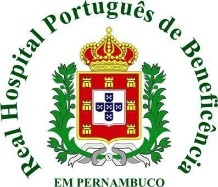 Real Hospital Português de Beneficência
EM PERNAMBUCO